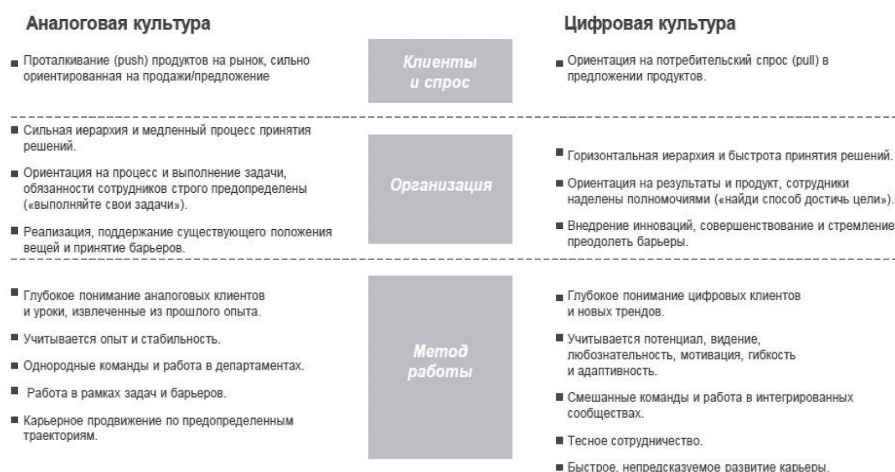 Аналоговая культура
Цифровая культура
■ Проталкивание (push) продуктов на рынок, сильно
ориентированная на продажи/предложение
Клиенты
и спрос
■ Ориентация на потребительский спрос (pull) в
предложении продуктов.
■ Сильная иерархия и медленный процесс принятия
решений.
■ Ориентация на процесс и выполнение задачи,
обязанности сотрудников строго предопределены
(«выполняйте свои задачи»).
■ Реализация, поддержание существующего положения
вещей и принятие барьеров.
Организация
■ Горизонтальная иерархия и быстрота принятия решений.
■ Ориентация на результаты и продукт, сотрудники
наделены полномочиями («найди способ достичь цели»).
■ Внедрение инноваций, совершенствование и стремление
преодолеть барьеры.
■ Глубокое понимание аналоговых клиентов
и уроки, извлеченные из прошлого опыта.
■ Учитывается опыт и стабильность.
■ Однородные команды и работа в департаментах.
■ Работа в рамках задач и барьеров.
■ Карьерное продвижение по предопределенным
траекториям.
Метод
работы
■ Глубокое понимание цифровых клиентов
и новых трендов.
■ Учитывается потенциал, видение,
любознательность, мотивация, гибкость
и адаптивность.
■ Смешанные команды и работа в интегрированных
сообществах.
■ Тесное сотрудничество.
■ Быстрое, непредсказуемое развитие карьеры.